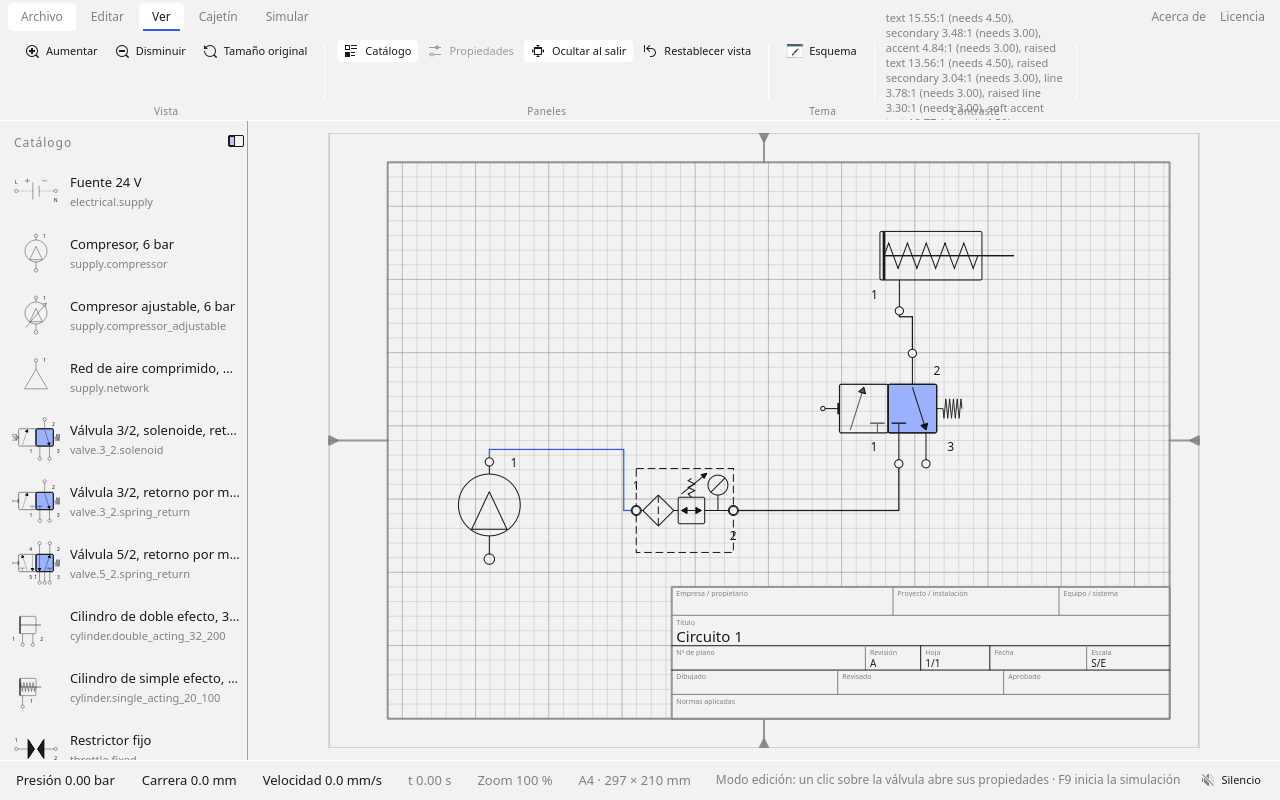 Archivo
Editar
Ver
Cajetín
Simular
Acerca de
Licencia
Aumentar
Disminuir
Tamaño original
Vista
Catálogo
Propiedades
Ocultar al salir
Restablecer vista
Paneles
Esquema
Tema
text 15.55:1 (needs 4.50),
secondary 3.48:1 (needs 3.00),
accent 4.84:1 (needs 3.00), raised
text 13.56:1 (needs 4.50), raised
secondary 3.04:1 (needs 3.00), line
3.78:1 (needs 3.00), raised line
3.30:1 (needs 3.00), soft accent
Contraste
Catálogo
Fuente 24 V
electrical.supply
Compresor, 6 bar
supply.compressor
Compresor ajustable, 6 bar
supply.compressor_adjustable
Red de aire comprimido, ...
supply.network
Válvula 3/2, solenoide, ret...
valve.3_2.solenoid
Válvula 3/2, retorno por m...
valve.3_2.spring_return
Válvula 5/2, retorno por m...
valve.5_2.spring_return
Cilindro de doble efecto, 3...
cylinder.double_acting_32_200
Cilindro de simple efecto, ...
cylinder.single_acting_20_100
Restrictor fijo
1
2
1
3
1
1
2
Empresa / propietario
Proyecto / instalación
Equipo / sistema
Título
Circuito 1
Nº de plano
Revisión
A
Hoja
1/1
Fecha
Escala
S/E
Dibujado
Revisado
Aprobado
Normas aplicadas
Presión 0.00 bar
Carrera 0.0 mm
Velocidad 0.0 mm/s
t 0.00 s
Zoom 100 %
A4 · 297 × 210 mm
Modo edición: un clic sobre la válvula abre sus propiedades · F9 inicia la simulación
Silencio